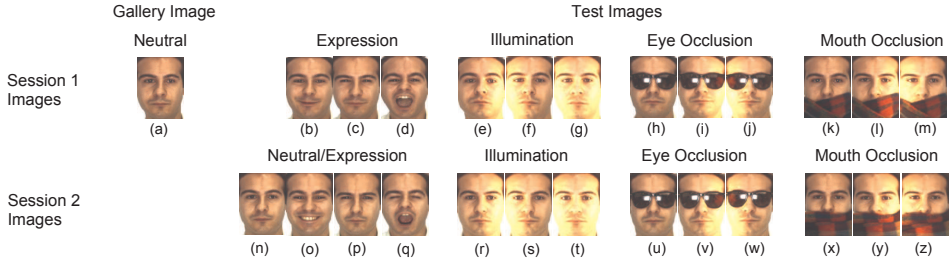 Gallery Image
Test Images
Neutral
Expression
Illumination
Eye Occlusion
Mouth Occlusion
Session 1
Images
(a)
(b)
(c)
(d)
(e)
(f)
(g)
(h)
(i)
(j)
(k)
(l)
(m)
Neutral/Expression
Illumination
Eye Occlusion
Mouth Occlusion
Session 2
Images
(n)
(o)
(p)
(q)
(r)
(s)
(t)
(u)
(v)
(w)
(x)
(y)
(z)